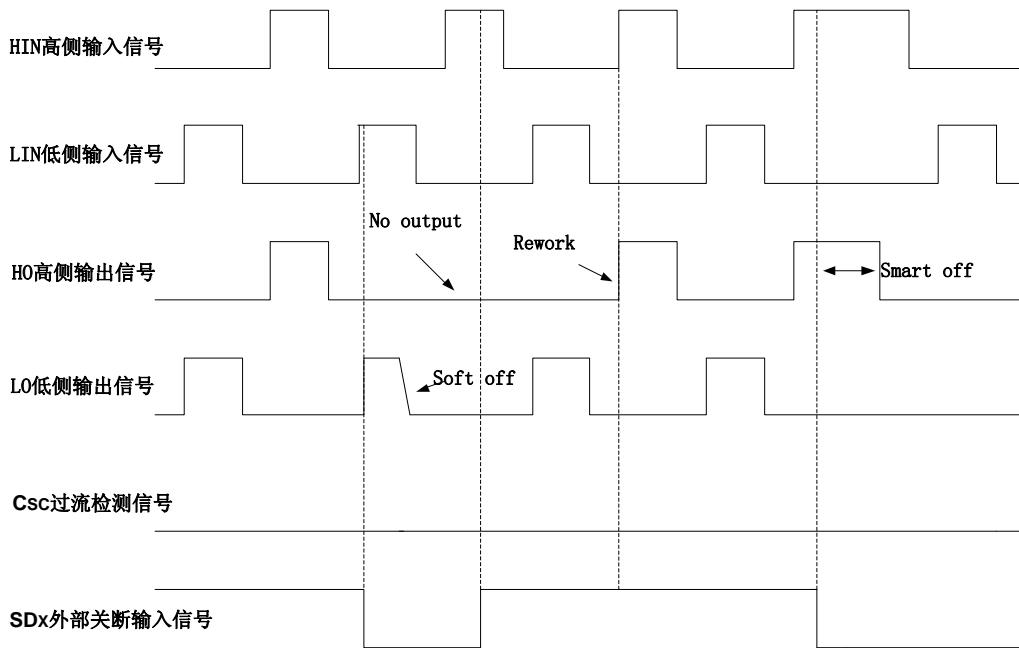 HIN高侧输入信号
LIN低侧输入信号
No output
Rework
HO高侧输出信号
Smart off
LO低侧输出信号
Soft off
Csc过流检测信号
SDx外部关断输入信号